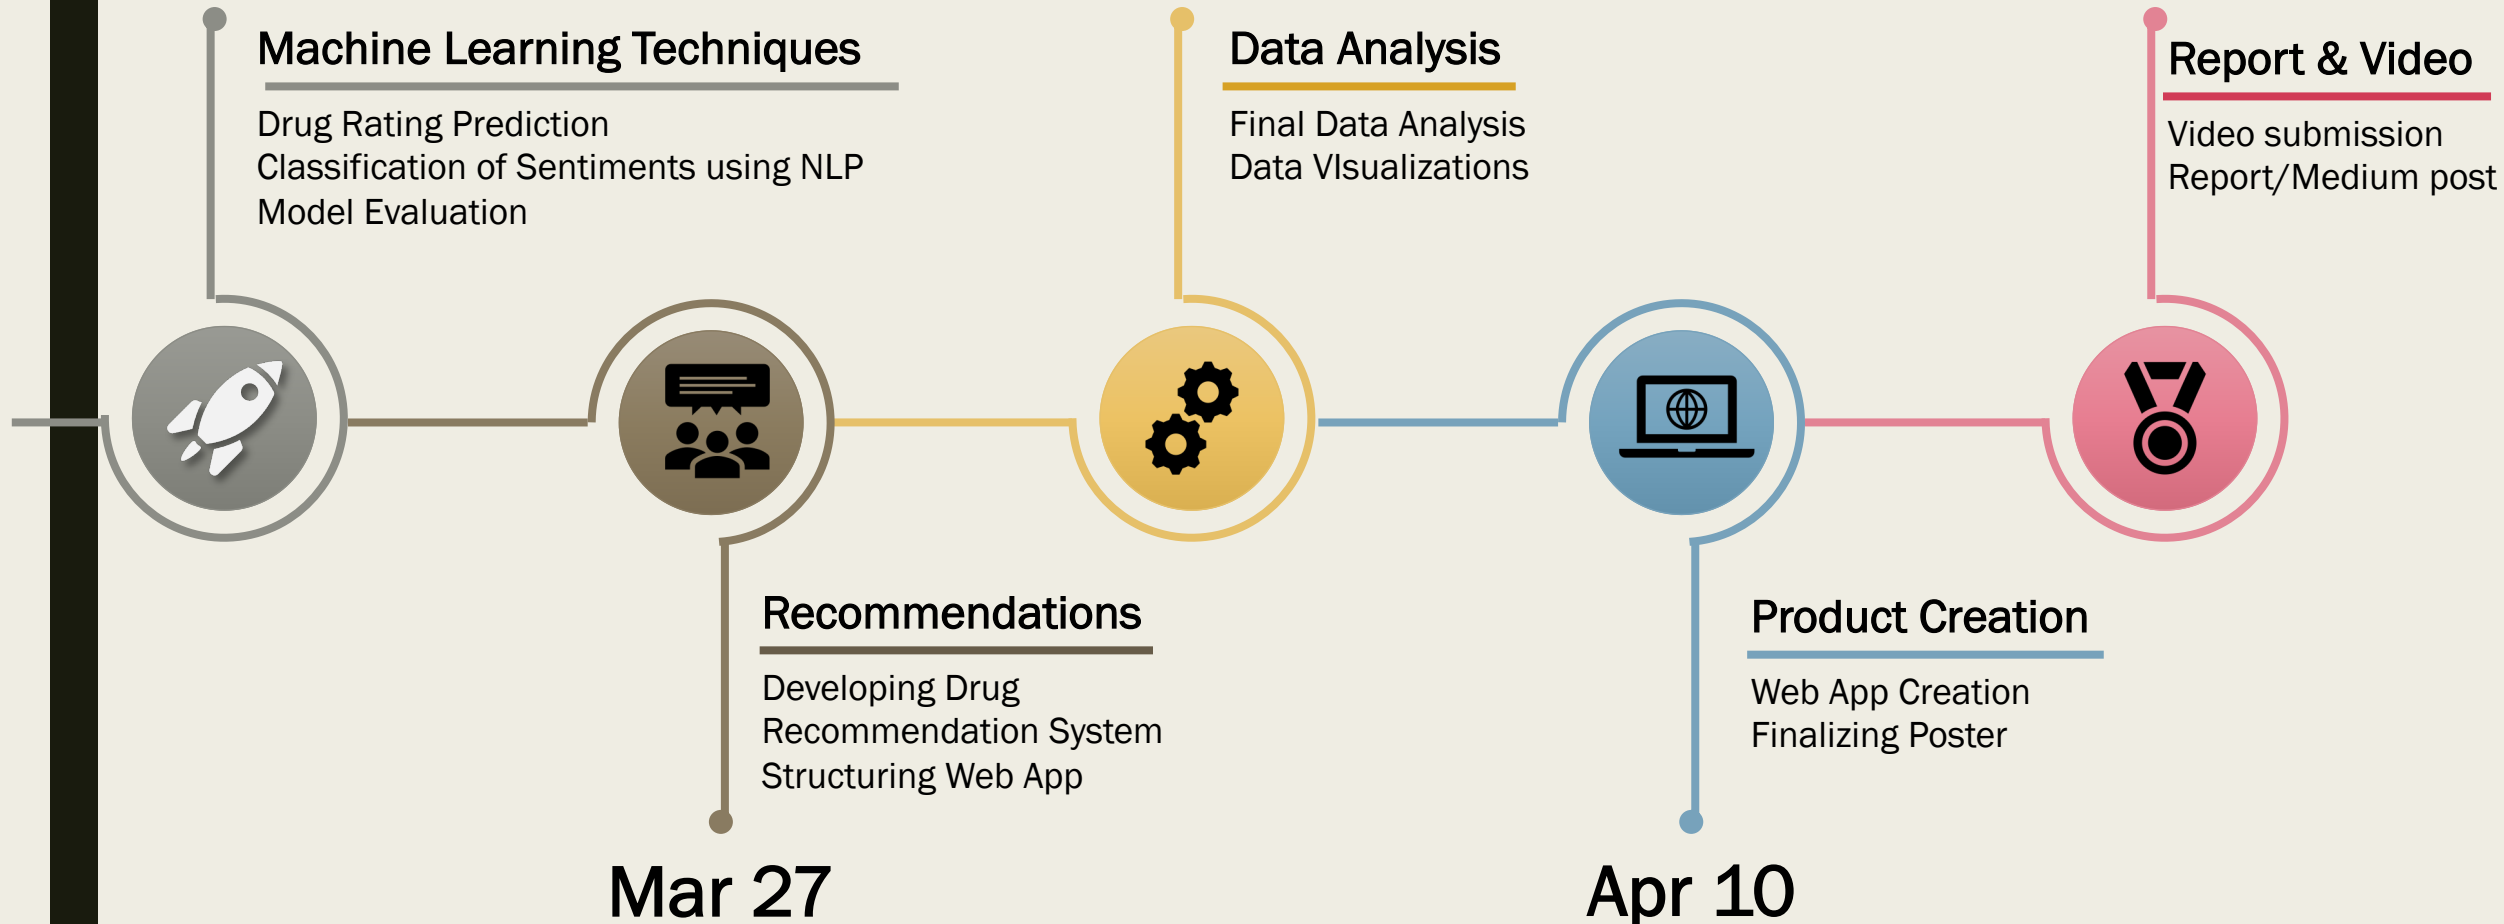 Machine Learning Techniques
Drug Rating Prediction
Classification of Sentiments using NLP
Model Evaluation
Recommendations
Developing Drug
Recommendation System
Structuring Web App
Mar 27
Data Analysis
Final Data Analysis
Data VIsualizations
Product Creation
Web App Creation
Finalizing Poster
Apr 10
Report & Video
Video submission
Report/Medium post